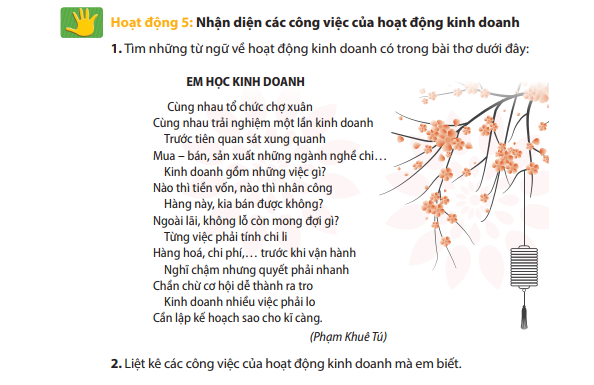 Hoạt động 5: Nhận diện các công việc của hoạt động kinh doanh
1. Tìm những từ ngữ về hoạt động kinh doanh có trong bài thơ dưới đây:
EM HỌC KINH DOANH
Cùng nhau tổ chức chợ xuân
Cùng nhau trải nghiệm một lần kinh doanh
Trước tiên quan sát xung quanh
Mua – bán, sản xuất những ngành nghề chi...
Kinh doanh gồm những việc gì?
Nào thì tiền vốn, nào thì nhân công
Hàng này, kia bán được không?
Ngoài lãi, không lỗ còn mong đợi gì?
Từng việc phải tính chi li
Hàng hoá, chi phí,... trước khi vận hành
Nghĩ chậm nhưng quyết phải nhanh
Chần chừ cơ hội dễ thành ra tro
Kinh doanh nhiều việc phải lo
Cần lập kế hoạch sao cho kĩ càng.
(Phạm Khuê Tú)
2. Liệt kê các công việc của hoạt động kinh doanh mà em biết.